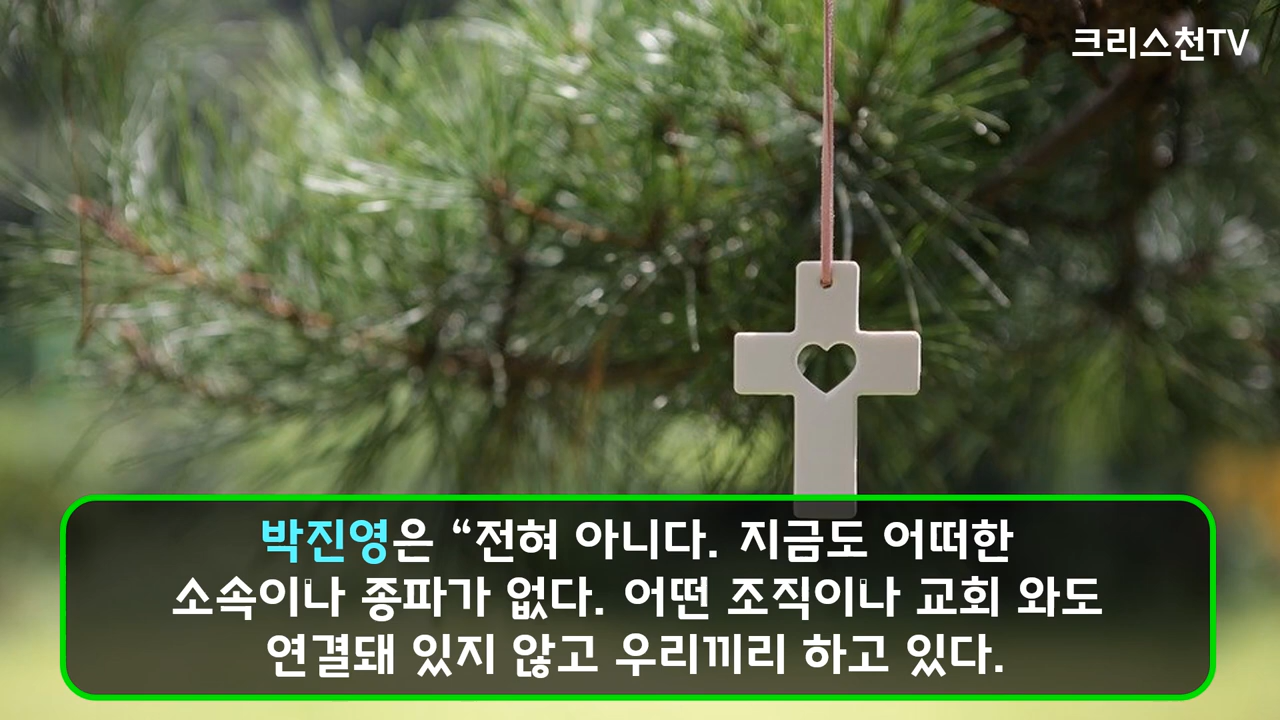 크리스천TV
박진영은 “전혀 아니다. 지금도 어떠한
소속이나 종파가 없다. 어떤 조직이나 교회 와도
연결돼 있지 않고 우리끼리 하고 있다.